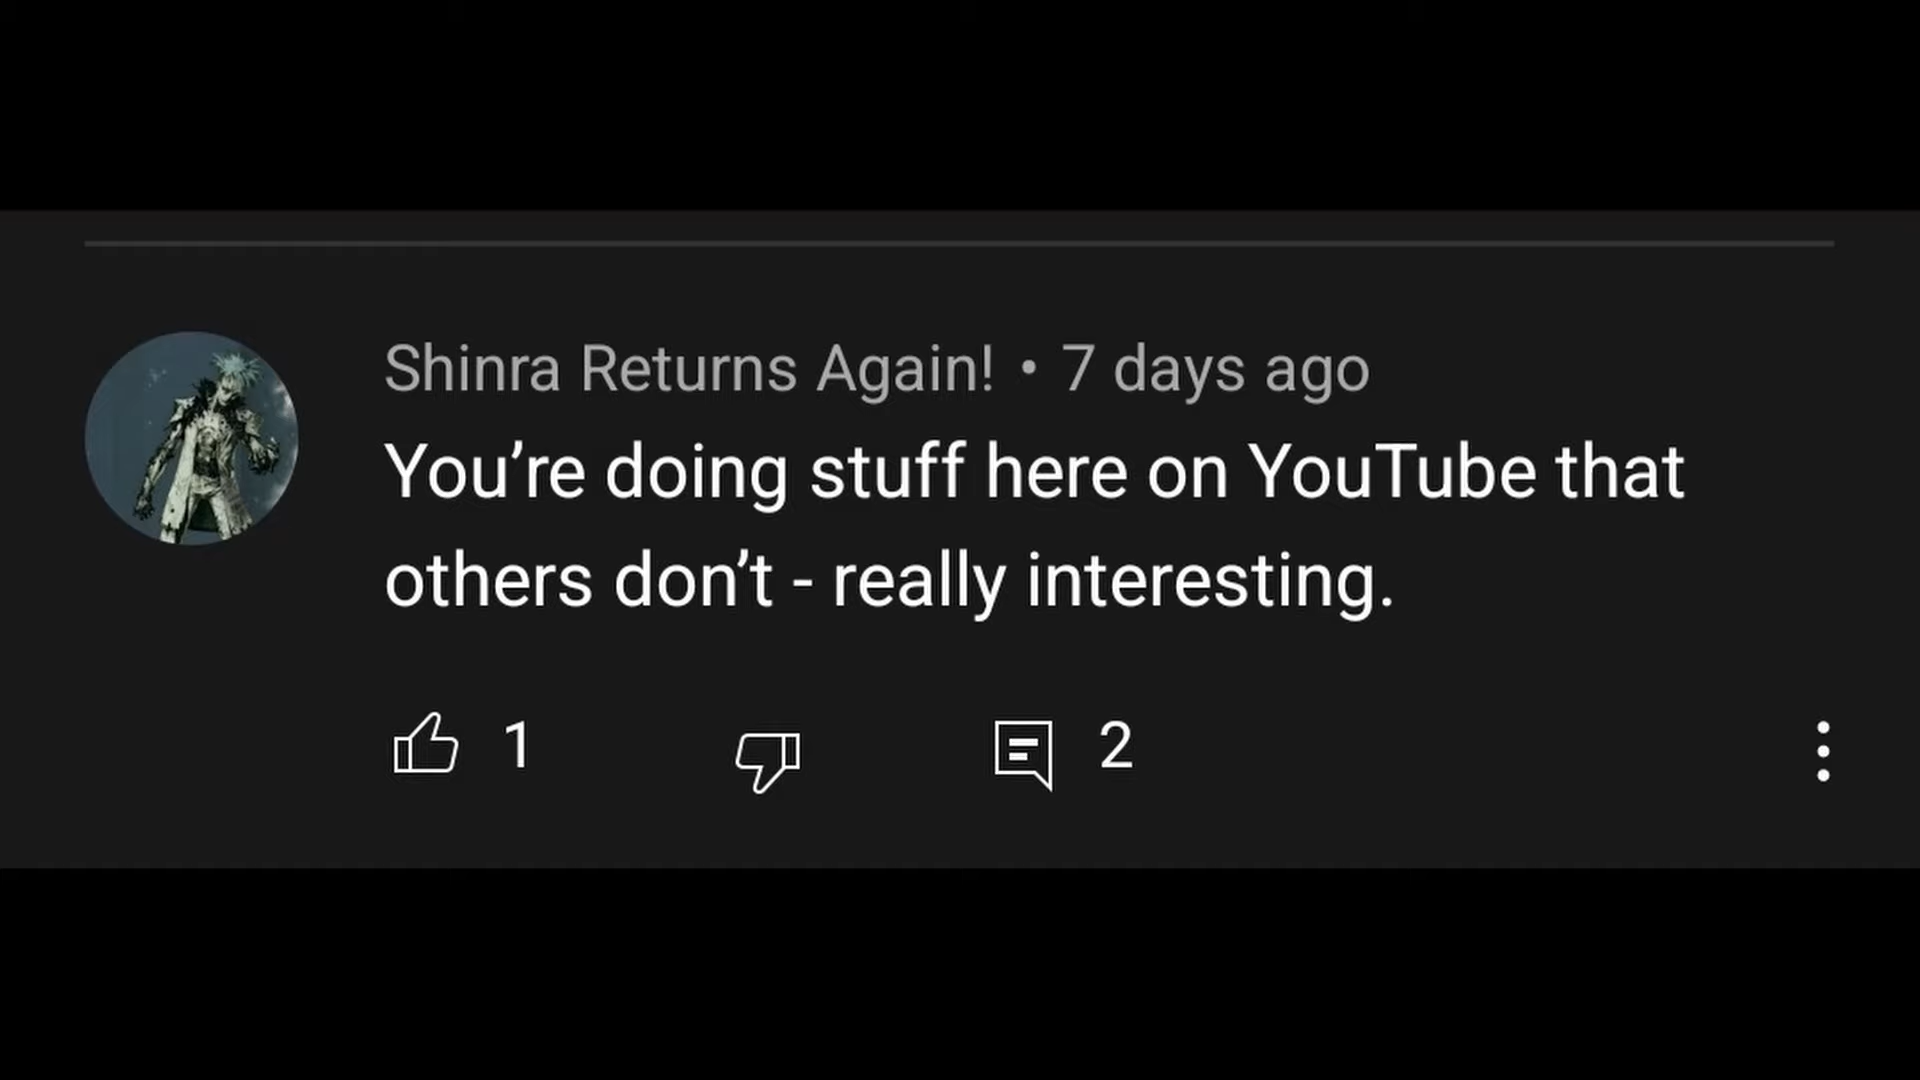 Shinra Returns Again! • 7 days ago
You’re doing stuff here on YouTube that
others don’t - really interesting.
1 2